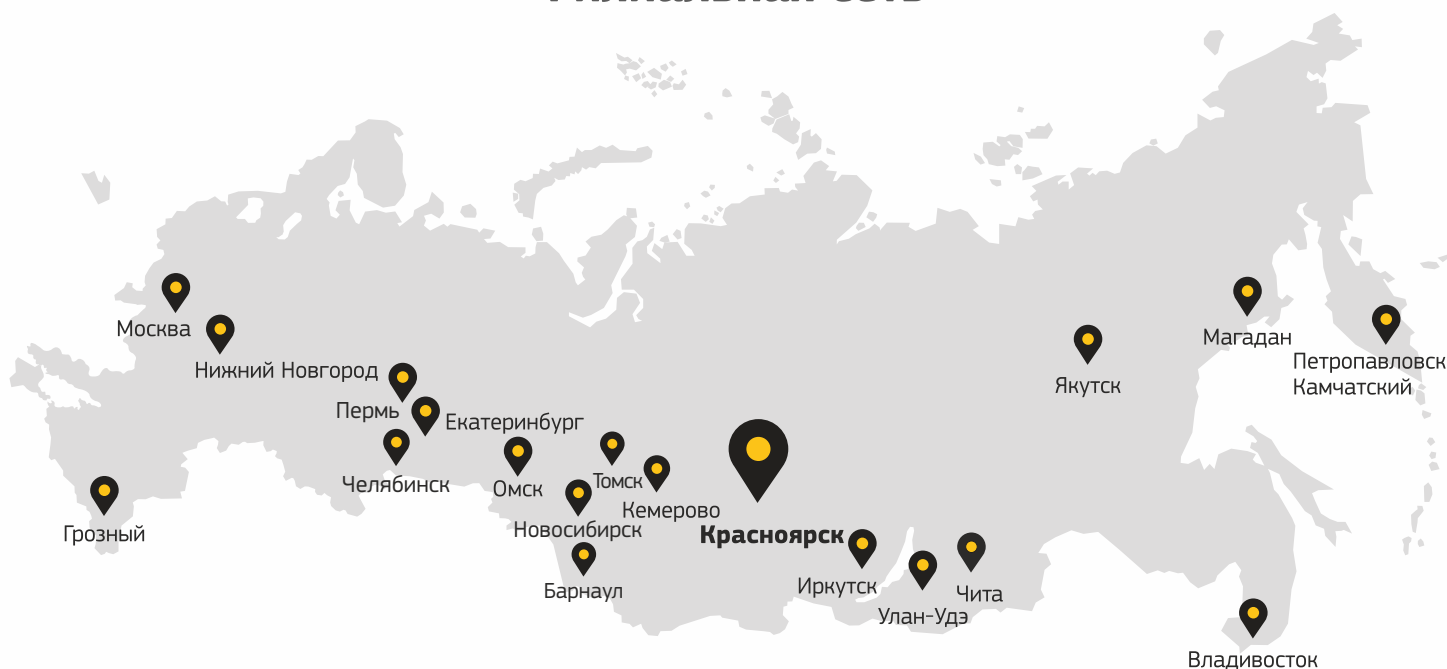 Москва
Нижний Новгород
Пермь
Екатеринбург
Челябинск
Омск
Томск
Кемерово
Новосибирск
Барнаул
Грозный
Красноярск
Иркутск
Улан-Удэ
Чита
Якутск
Магадан
Петропавловск
Камчатский
Владивосток